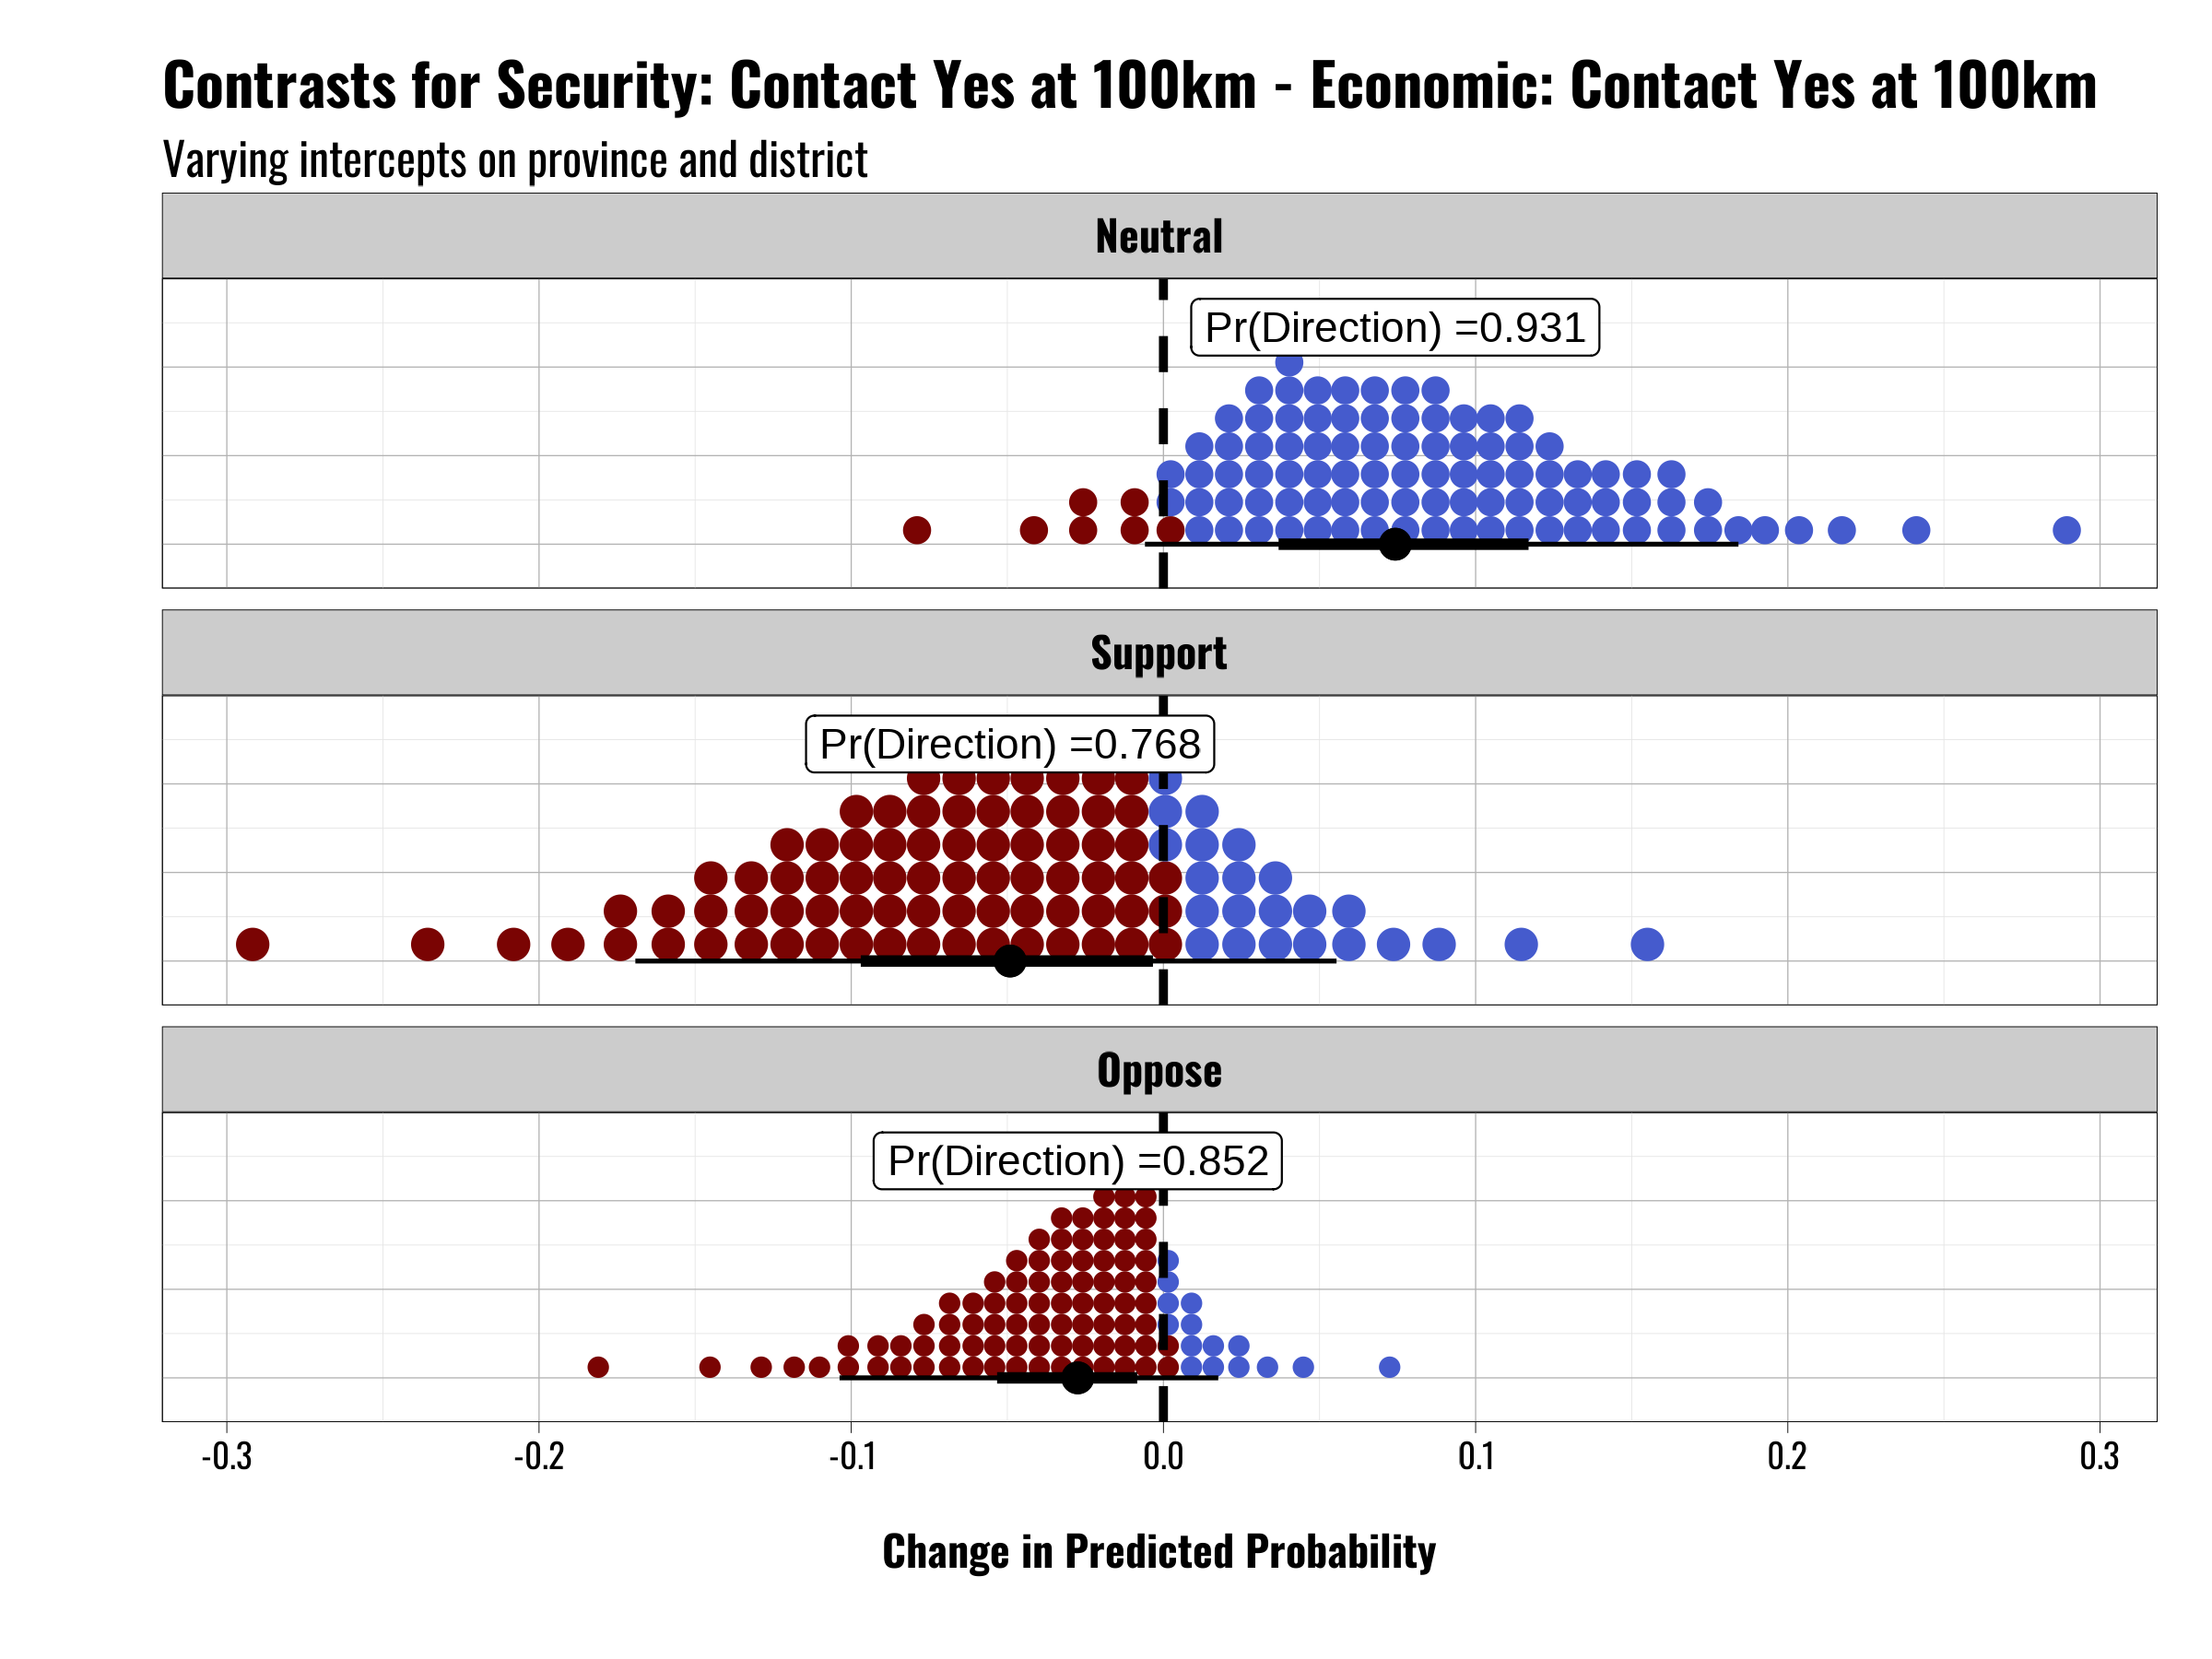 Contrasts for Security: Contact Yes at 100km - Economic: Contact Yes at 100km
Varying intercepts on province and district
Neutral
Pr(Direction) =0.931
Support
Pr(Direction) =0.768
Oppose
Pr(Direction) =0.852
-0.3 -0.2 -0.1 0.0 0.1 0.2 0.3
Change in Predicted Probability